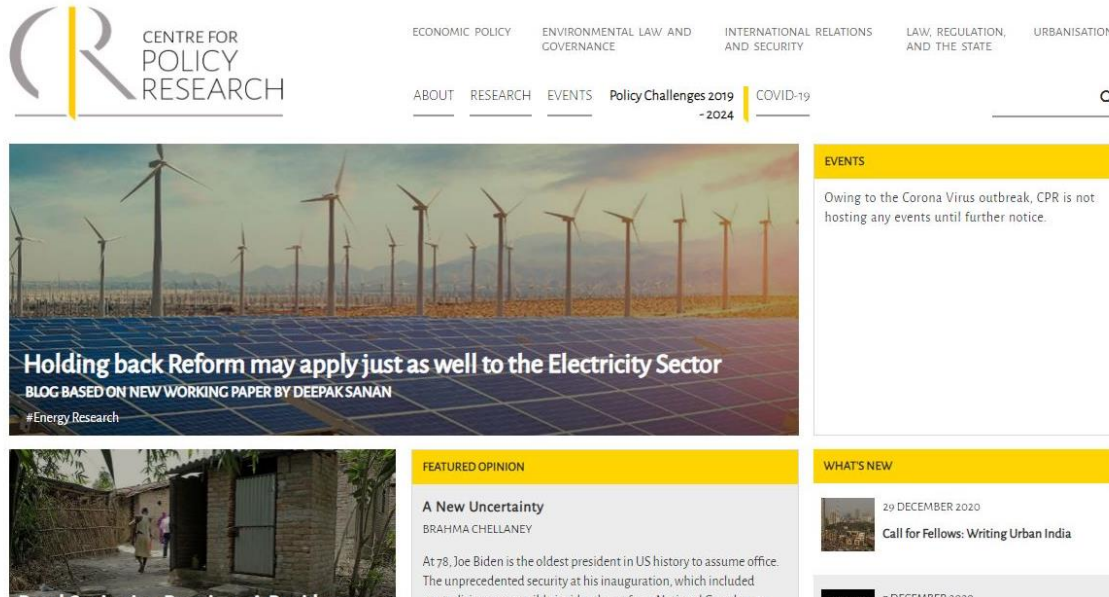 CENTRE FOR
POLICY
RESEARCH
ECONOMIC POLICY
ENVIRONMENTAL LAW AND
GOVERNANCE
INTERNATIONAL RELATIONS
AND SECURITY
LAW, REGULATION,
AND THE STATE
URBANISATION
ABOUT
RESEARCH
EVENTS
Policy Challenges 2019
- 2024
COVID-19
Holding back Reform may apply just as well to the Electricity Sector
BLOG BASED ON NEW WORKING PAPER BY DEEPAK SANAN
#Energy Research
EVENTS
Owing to the Corona Virus outbreak, CPR is not
hosting any events until further notice.
FEATURED OPINION
A New Uncertainty
BRAHMA CHELLANEY
At 78, Joe Biden is the oldest president in US history to assume office.
The unprecedented security at his inauguration, which included
WHAT'S NEW
29 DECEMBER 2020
Call for Fellows: Writing Urban India